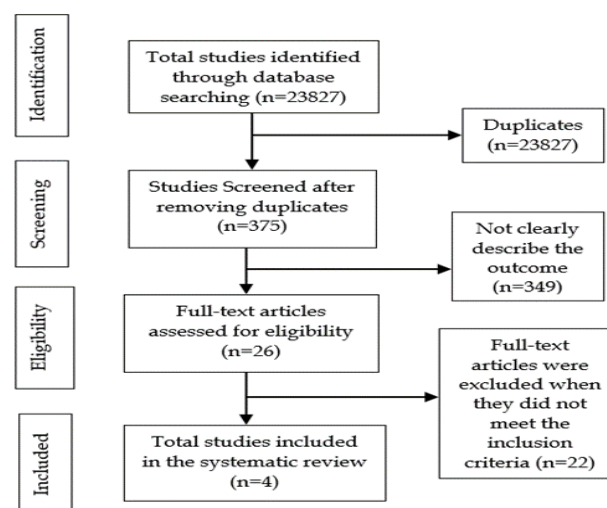 Identification
Total studies identified
through database
searching (n=23827)
Duplicates
(n=23827)
Screening
Studies Screened after
removing duplicates
(n=375)
Not clearly
describe the
outcome
(n=349)
Eligibility
Full-text articles
assessed for eligibility
(n=26)
Full-text
articles were
excluded when
they did not
meet the
inclusion
criteria (n=22)
Included
Total studies included
in the systematic review
(n=4)